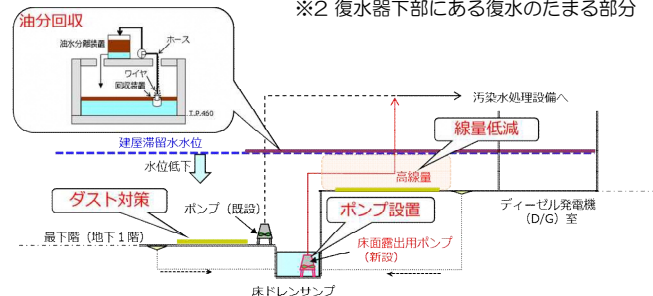 ※2 復水器下部にある復水のたまる部分
油分回収
油水分離装置
ホース
ワイヤ
回収装置
T.P.460
汚染水処理設備へ
建屋滞留水水位
線量低減
水位低下
高線量
ダスト対策
ポンプ（既設）
ポンプ設置
ディーゼル発電機
（D/G）室
最下階（地下１階）
床面露出用ポンプ
（新設）
床ドレンサンプ